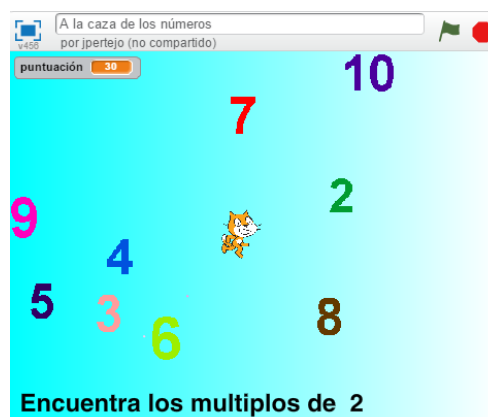 A la caza de los números
v456
por jpertejo (no compartido)
puntuación 30
10
7
2
9
4
5
3
8
6
Encuentra los multiplos de 2